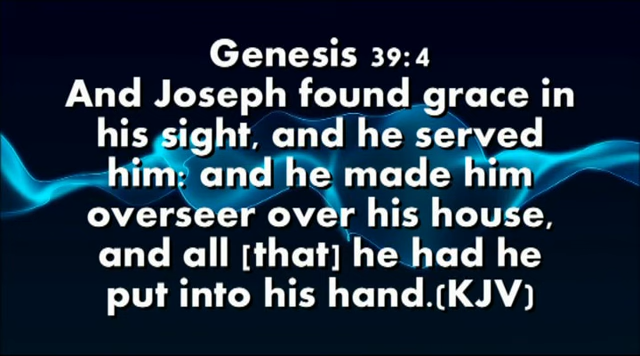 Genesis 39:4
And Joseph found grace in
his sight, and he served
him: and he made him
overseer over his house,
and all [that] he had he
put into his hand.(KJV)